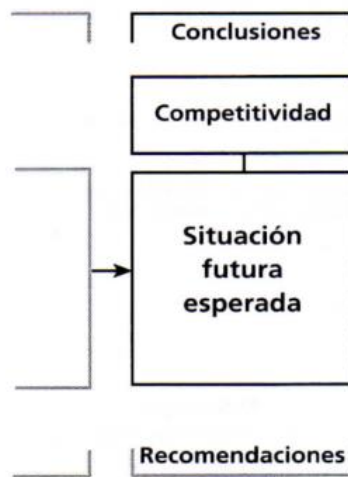 Conclusiones
Competitividad
Situación
futura
esperada
Recomendaciones